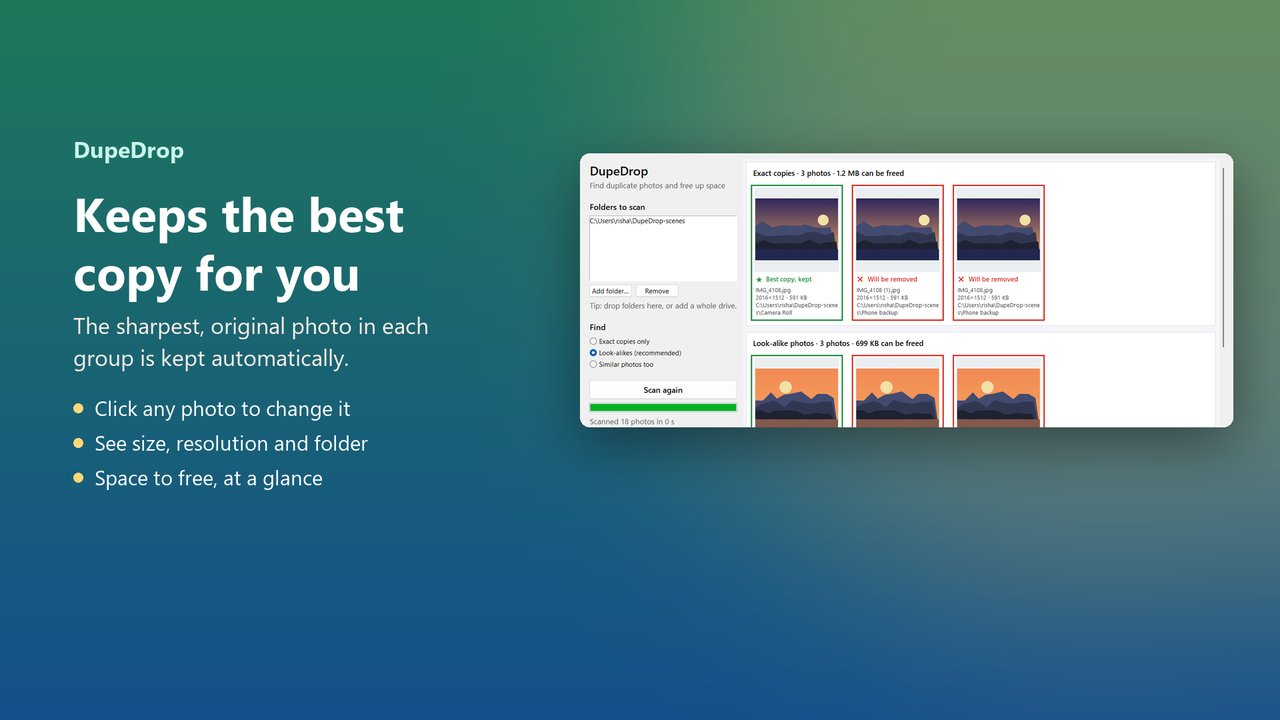 DupeDrop
Keeps the best
copy for you
The sharpest, original photo in each
group is kept automatically.
Click any photo to change it
See size, resolution and folder
Space to free, at a glance
DupeDrop
Find duplicate photos and free up space
Folders to scan
C:\Users\risha\DupeDrop-scenes
Add folder...
Remove
Tip: drop folders here, or add a whole drive.
Find
Exact copies only
Look-alikes (recommended)
Similar photos too
Scan again
Scanned 18 photos in 0 s
Exact copies · 3 photos · 1.2 MB can be freed
★ Best copy, kept
IMG_4108.jpg
2016×1512 · 591 KB
C:\Users\risha\DupeDrop-scene
s\Camera Roll
✕ Will be removed
IMG_4108 (1).jpg
2016×1512 · 591 KB
C:\Users\risha\DupeDrop-scene
s\Phone backup
✕ Will be removed
IMG_4108.jpg
2016×1512 · 591 KB
C:\Users\risha\DupeDrop-scene
s\Phone backup
Look-alike photos · 3 photos · 699 KB can be freed